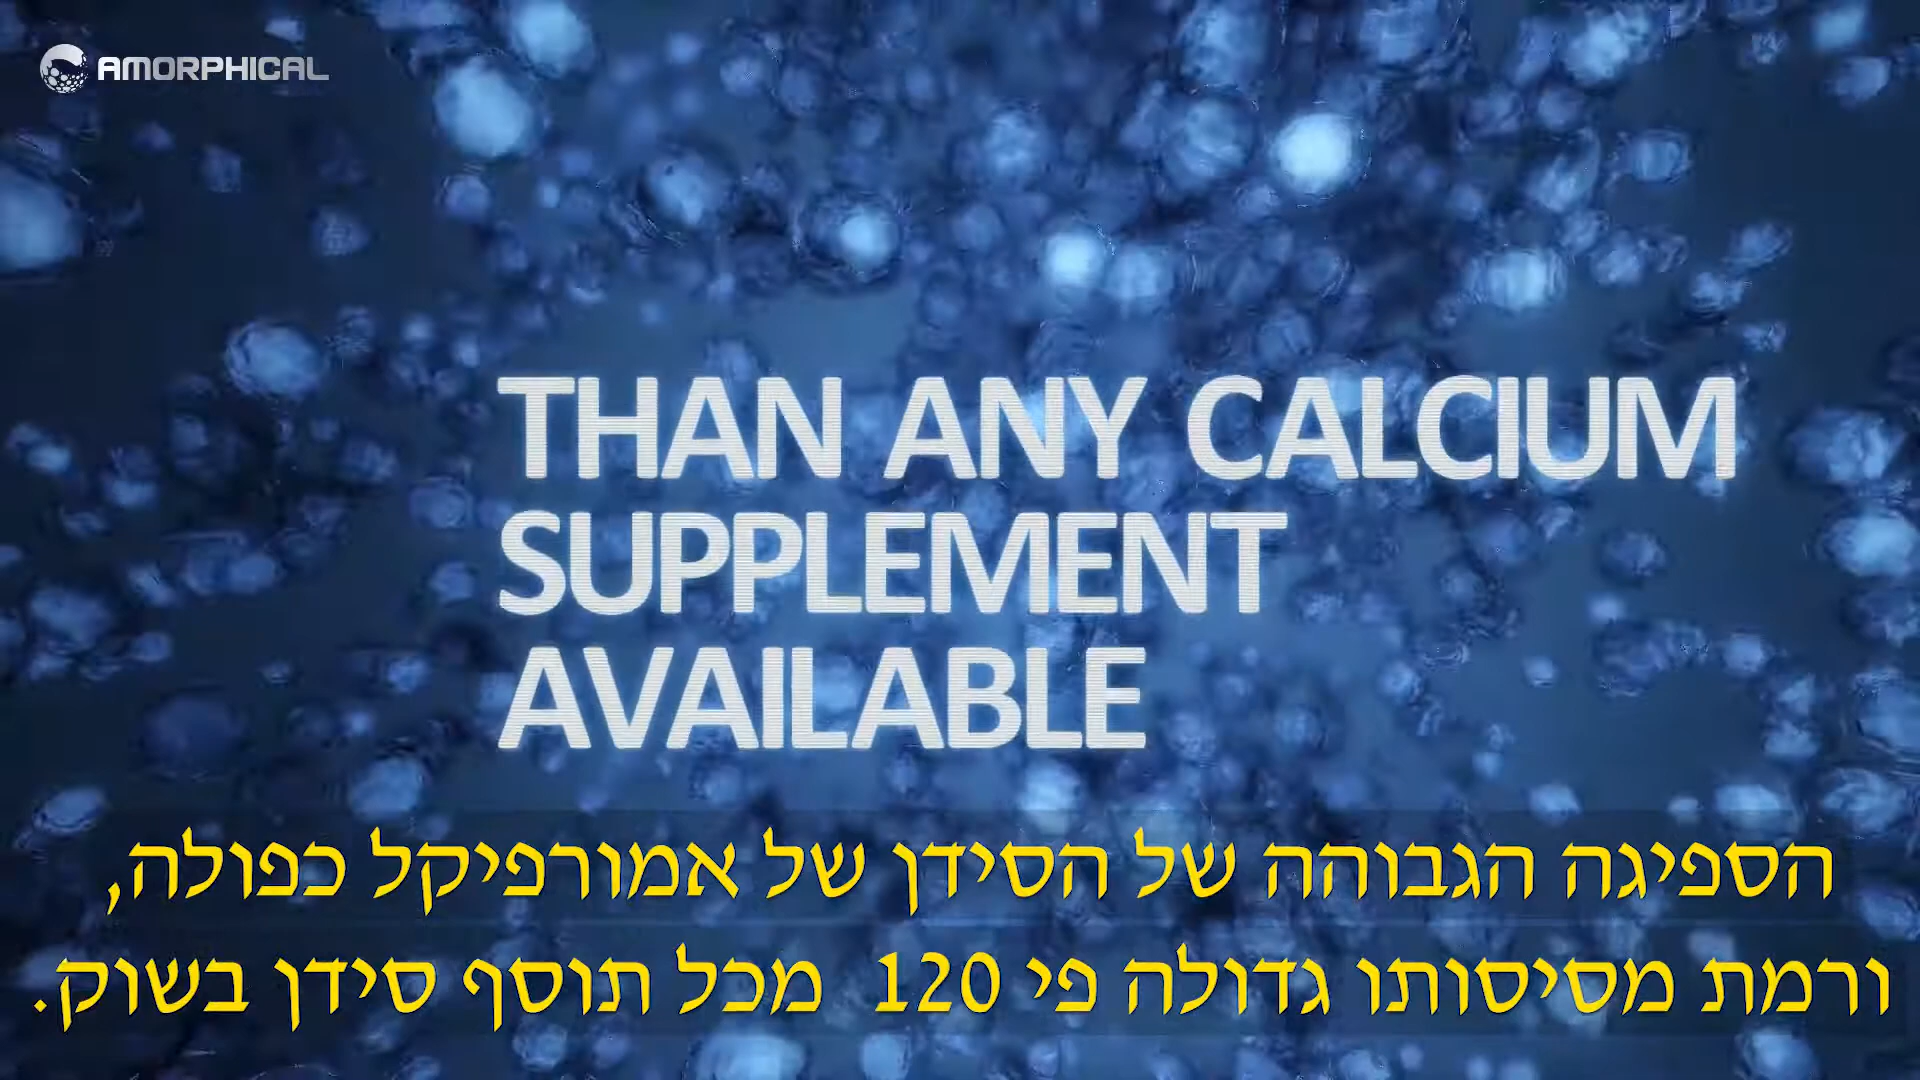 AMORPHICAL
THAN ANY CALCIUM
SUPPLEMENT
AVAILABLE
הספיגה הגבוהה של הסידן של אמורפיקל כפולה,
ורמת מסיסותו גדולה פי 120 מכל תוסף סידן בשוק.